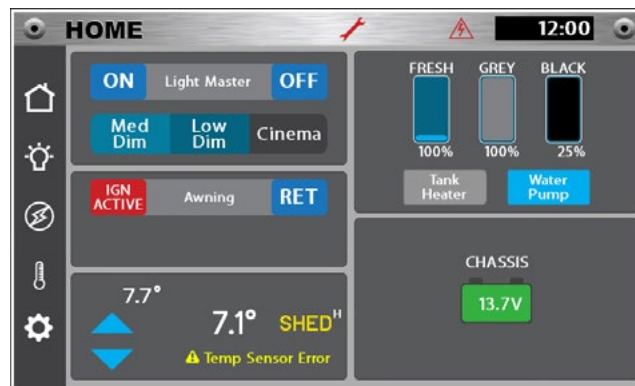 HOME 12:00
ON Light Master OFF
Med Dim Low Dim Cinema
IGN ACTIVE Awning RET
7.7°
7.1° SHEDᴴ
Temp Sensor Error
FRESH GREY BLACK
100% 100% 25%
Tank Heater Water Pump
CHASSIS
13.7V